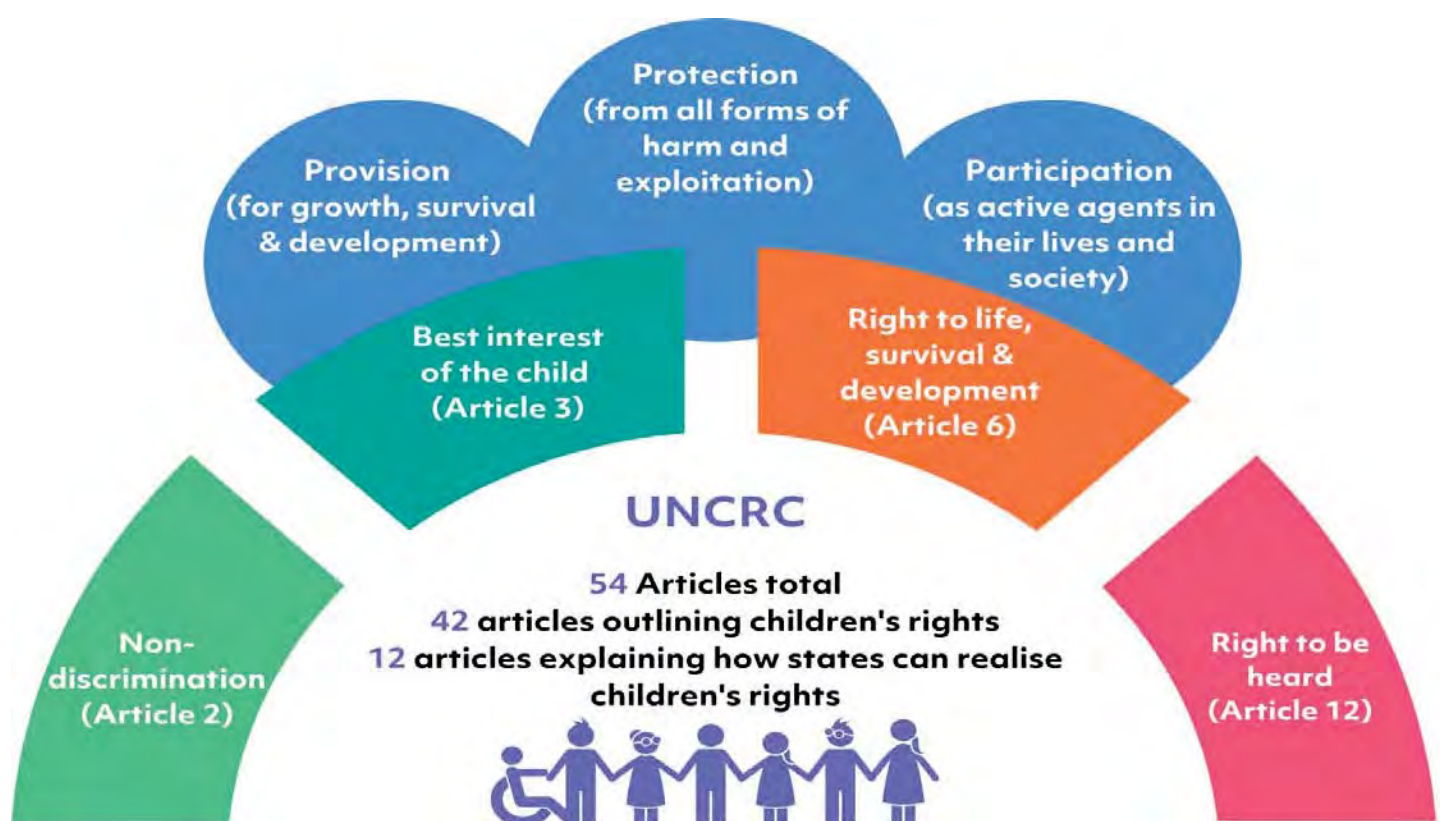 Protection
(from all forms of
harm and
exploitation)
Provision
(for growth, survival
& development)
Participation
(as active agents in
their lives and
society)
Best interest
of the child
(Article 3)
Right to life,
survival &
development
(Article 6)
UNCRC
54 Articles total
42 articles outlining children's rights
12 articles explaining how states can realise
children's rights
Non-
discrimination
(Article 2)
Right to be
heard
(Article 12)